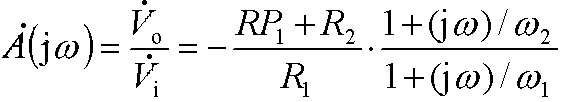 Ȧ(jω) = V̇o / V̇i = − (RP₁ + R₂) / R₁ · (1 + (jω) / ω₂) / (1 + (jω) / ω₁)